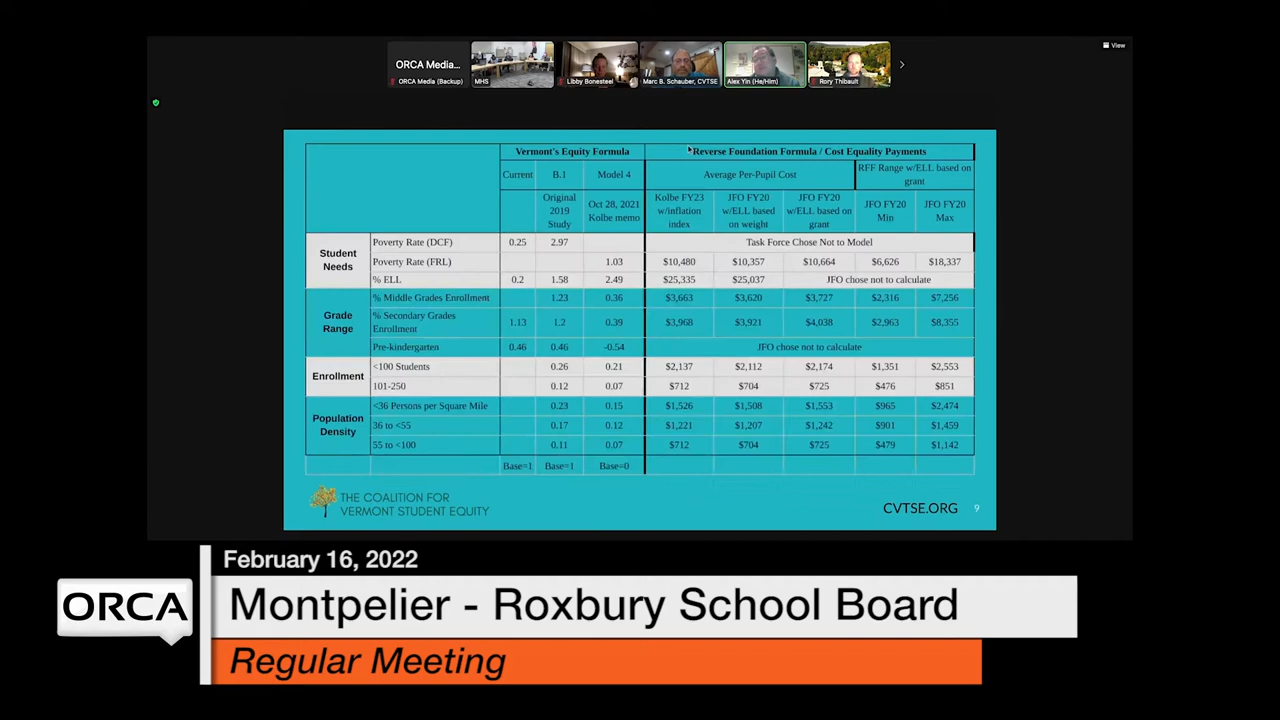 View
ORCA Media...
ORCA Media (Backup)
MHS
Libby Bonesteel
Marc B. Schauber, CVTSE
Alex Yin (He/Him)
Rory Thibault
Vermont's Equity Formula Reverse Foundation Formula / Cost Equality Payments
Current B.1 Model 4 Average Per-Pupil Cost RFF Range w/ELL based on grant
Original 2019 Study Oct 28, 2021 Kolbe memo Kolbe FY23 w/inflation index JFO FY20 w/ELL based on weight JFO FY20 w/ELL based on grant JFO FY20 Min JFO FY20 Max
Student Needs Poverty Rate (DCF) 0.25 2.97 Task Force Chose Not to Model
Poverty Rate (FRL) 1.03 $10,480 $10,357 $10,664 $6,626 $18,337
% ELL 0.2 1.58 2.49 $25,335 $25,037 JFO chose not to calculate
Grade Range % Middle Grades Enrollment 1.23 0.36 $3,663 $3,620 $3,727 $2,316 $7,256
% Secondary Grades Enrollment 1.13 1.2 0.39 $3,968 $3,921 $4,038 $2,963 $8,355
Pre-kindergarten 0.46 0.46 -0.54 JFO chose not to calculate
Enrollment <100 Students 0.26 0.21 $2,137 $2,112 $2,174 $1,351 $2,553
101-250 0.12 0.07 $712 $704 $725 $476 $851
Population Density <36 Persons per Square Mile 0.23 0.15 $1,526 $1,508 $1,553 $965 $2,474
36 to <55 0.17 0.12 $1,221 $1,207 $1,242 $901 $1,459
55 to <100 0.11 0.07 $712 $704 $725 $479 $1,142
Base=1 Base=1 Base=0
THE COALITION FOR
VERMONT STUDENT EQUITY
CVTSE.ORG 9
February 16, 2022
ORCA
Montpelier - Roxbury School Board
Regular Meeting